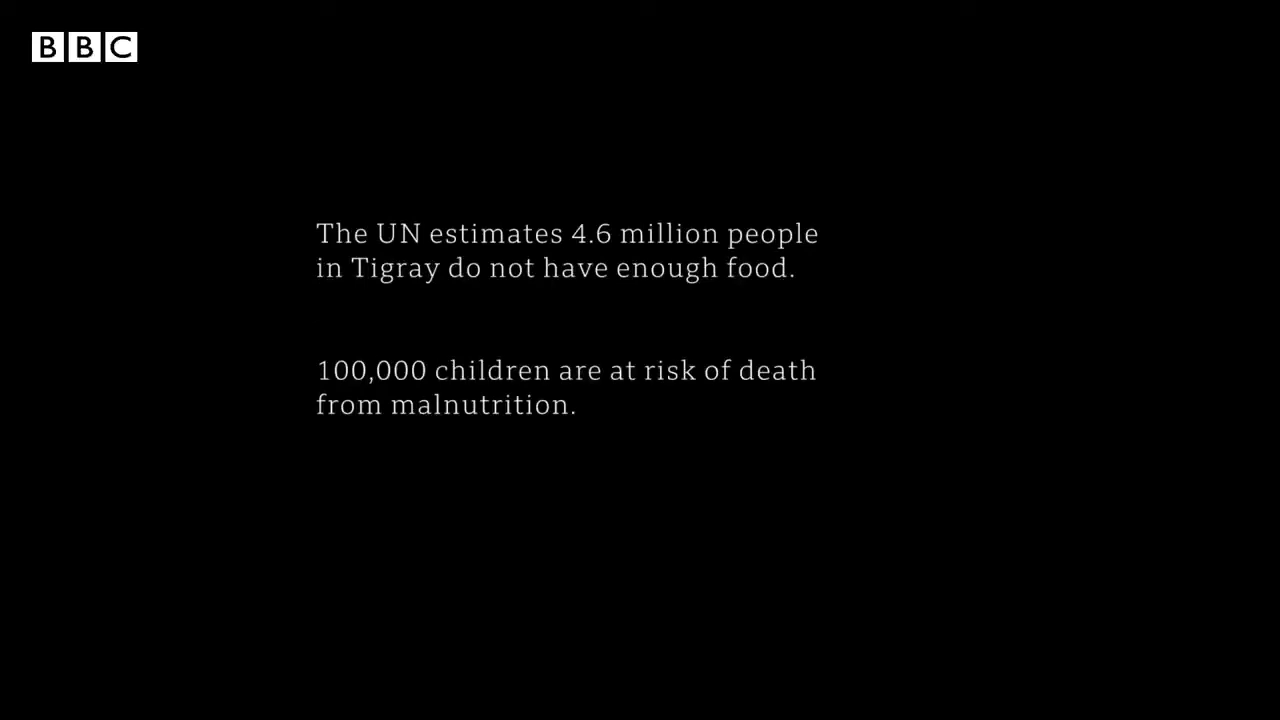 BBC
The UN estimates 4.6 million people
in Tigray do not have enough food.
100,000 children are at risk of death
from malnutrition.